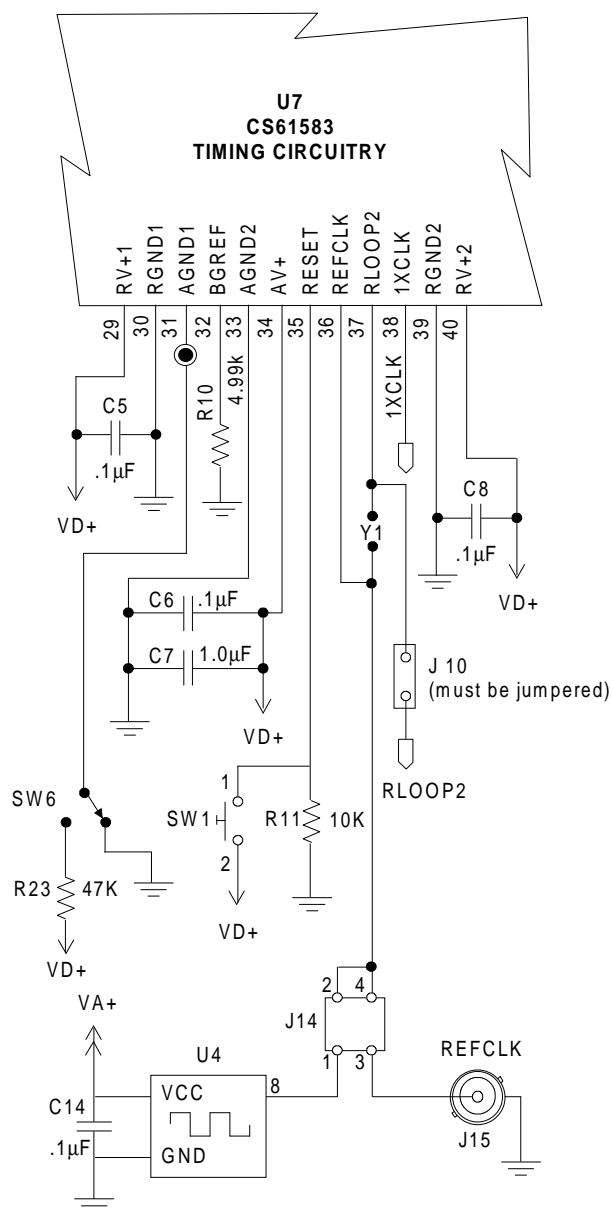 U7
CS61583
TIMING CIRCUITRY
RV+1
RGND1
AGND1
BGREF
AGND2
AV+
RESET
REFCLK
RLOOP2
1XCLK
RGND2
RV+2
29
30
31
32
33
34
35
36
37
38
39
40
C5
.1µF
VD+
R10
4.99k
1XCLK
C8
.1µF
VD+
Y1
C6
.1µF
C7
1.0µF
VD+
J 10
(must be jumpered)
RLOOP2
SW6
R23
47K
VD+
SW1
1
2
VD+
R11
10K
VA+
U4
VCC
GND
8
C14
.1µF
J14
2
4
1
3
REFCLK
J15